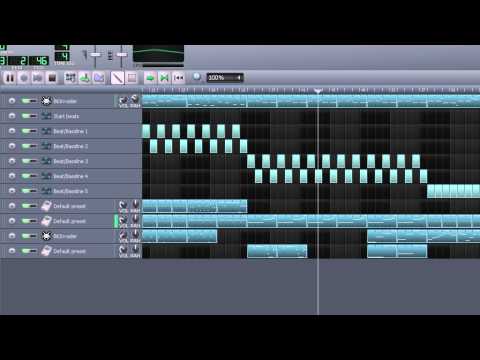 3 2 46
4
4
100%
BitInvader
VOL PAN
Start beats
Beat/Bassline 1
Beat/Bassline 2
Beat/Bassline 3
Beat/Bassline 4
Beat/Bassline 5
Default preset
VOL PAN
Default preset
VOL PAN
BitInvader
VOL PAN
Default preset
VOL PAN